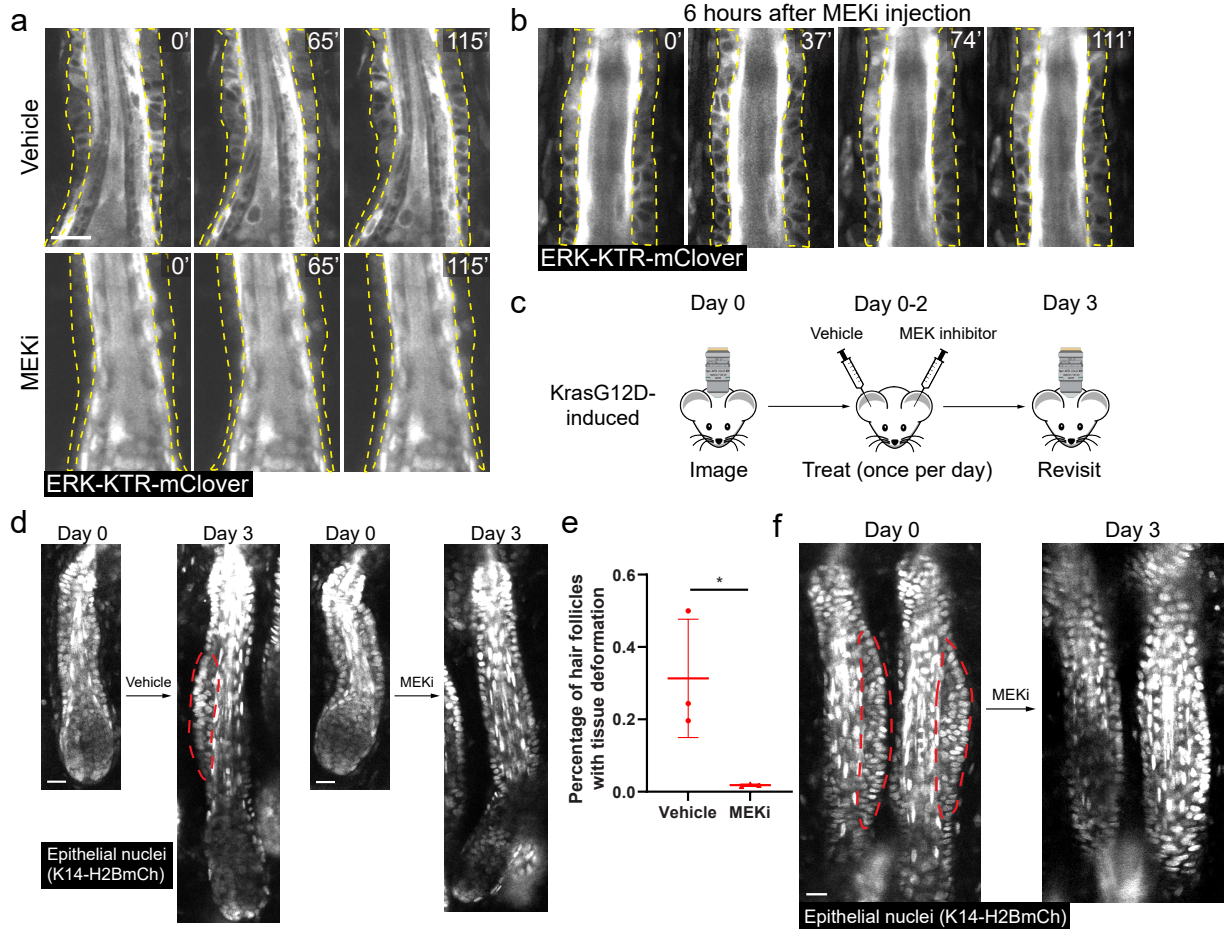 a
Vehicle
0’
65’
115’
MEKi
0’
65’
115’
ERK-KTR-mClover
b
6 hours after MEKi injection
0’
37’
74’
111’
ERK-KTR-mClover
c
Day 0
Day 0-2
Day 3
Vehicle
MEK inhibitor
KrasG12D-
induced
Image
Treat (once per day)
Revisit
d
Day 0
Day 3
Day 0
Day 3
Vehicle
MEKi
Epithelial nuclei
(K14-H2BmCh)
e
Percentage of hair follicles
with tissue deformation
0.6
0.4
0.2
0.0
*
Vehicle
MEKi
f
Day 0
Day 3
MEKi
Epithelial nuclei (K14-H2BmCh)